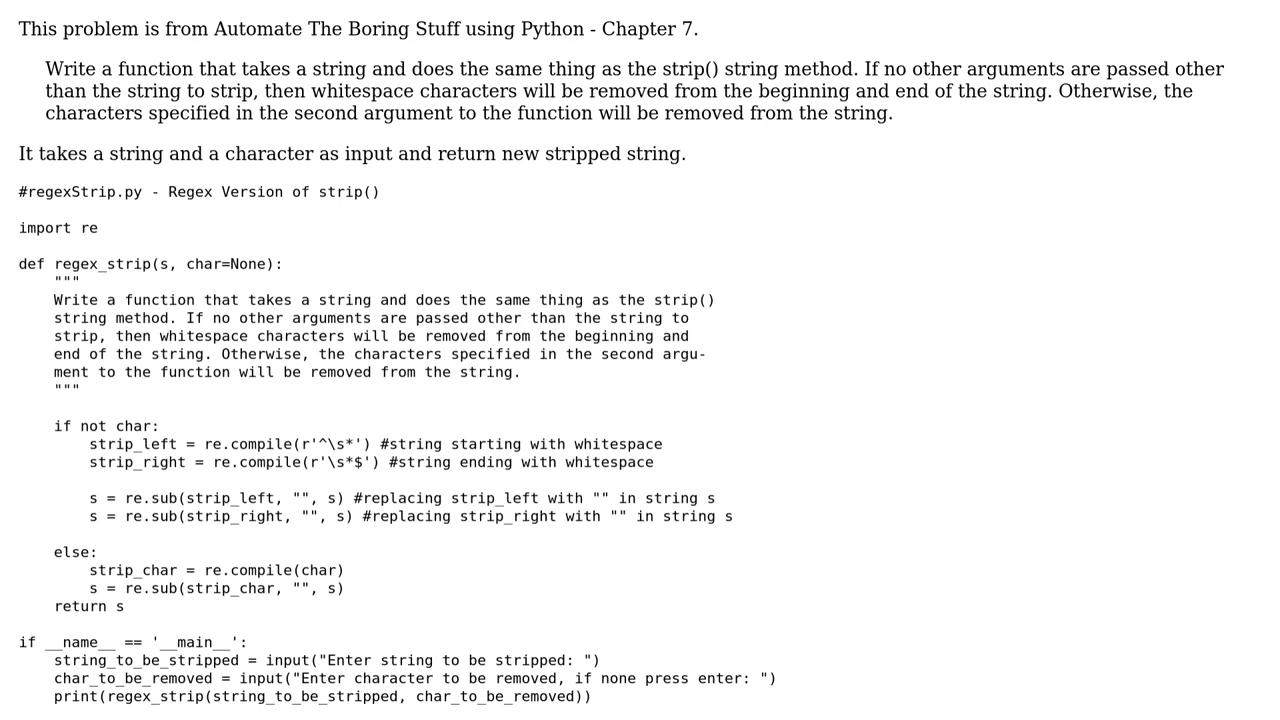 This problem is from Automate The Boring Stuff using Python - Chapter 7.
Write a function that takes a string and does the same thing as the strip() string method. If no other arguments are passed other
than the string to strip, then whitespace characters will be removed from the beginning and end of the string. Otherwise, the
characters specified in the second argument to the function will be removed from the string.
It takes a string and a character as input and return new stripped string.
#regexStrip.py - Regex Version of strip()
import re
def regex_strip(s, char=None):
    """
    Write a function that takes a string and does the same thing as the strip()
    string method. If no other arguments are passed other than the string to
    strip, then whitespace characters will be removed from the beginning and
    end of the string. Otherwise, the characters specified in the second argu-
    ment to the function will be removed from the string.
    """
    if not char:
        strip_left = re.compile(r'^\s*') #string starting with whitespace
        strip_right = re.compile(r'\s*$') #string ending with whitespace
        s = re.sub(strip_left, "", s) #replacing strip_left with "" in string s
        s = re.sub(strip_right, "", s) #replacing strip_right with "" in string s
    else:
        strip_char = re.compile(char)
        s = re.sub(strip_char, "", s)
    return s
if __name__ == '__main__':
    string_to_be_stripped = input("Enter string to be stripped: ")
    char_to_be_removed = input("Enter character to be removed, if none press enter: ")
    print(regex_strip(string_to_be_stripped, char_to_be_removed))